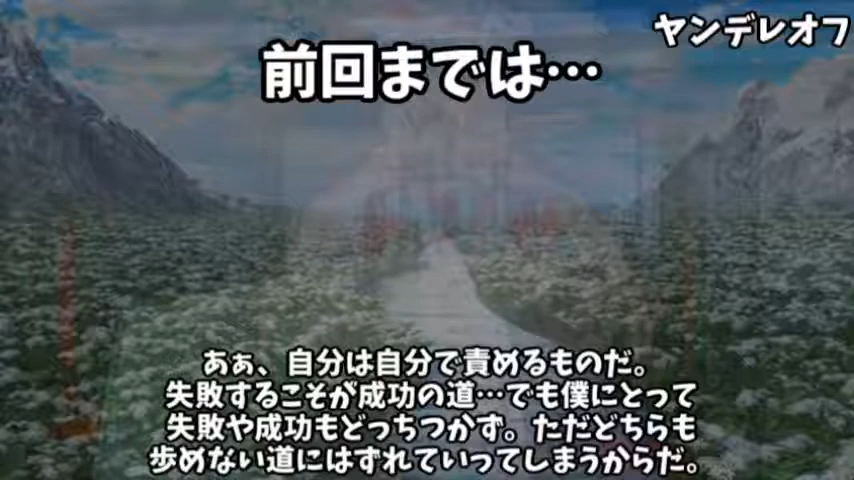 ヤンデレオフ
前回までは…
あぁ、自分は自分で責めるものだ。
失敗するこそが成功の道…でも僕にとって
失敗や成功もどっちつかず。ただどちらも
歩めない道にはずれていってしまうからだ。